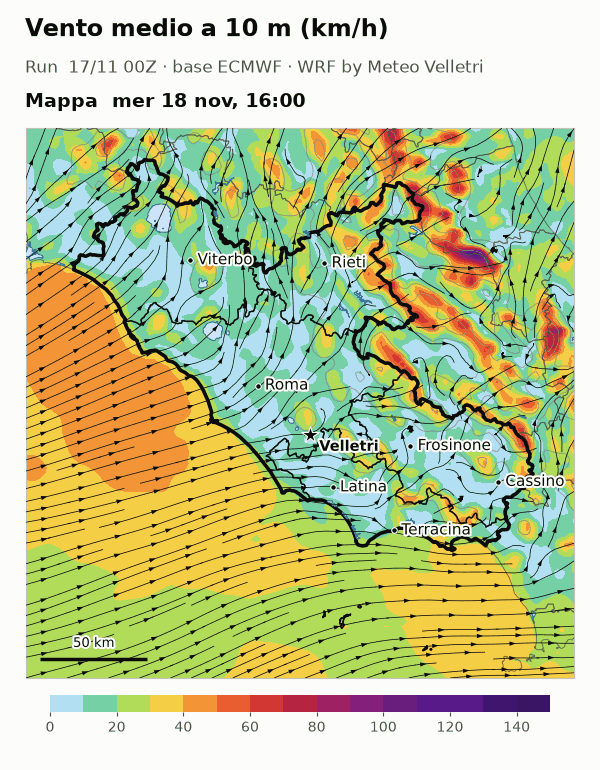 Vento medio a 10 m (km/h)
Run  17/11 00Z · base ECMWF · WRF by Meteo Velletri
Mappa  mer 18 nov, 16:00
Viterbo
Rieti
Roma
Velletri
Frosinone
Latina
Cassino
Terracina
50 km
0 20 40 60 80 100 120 140